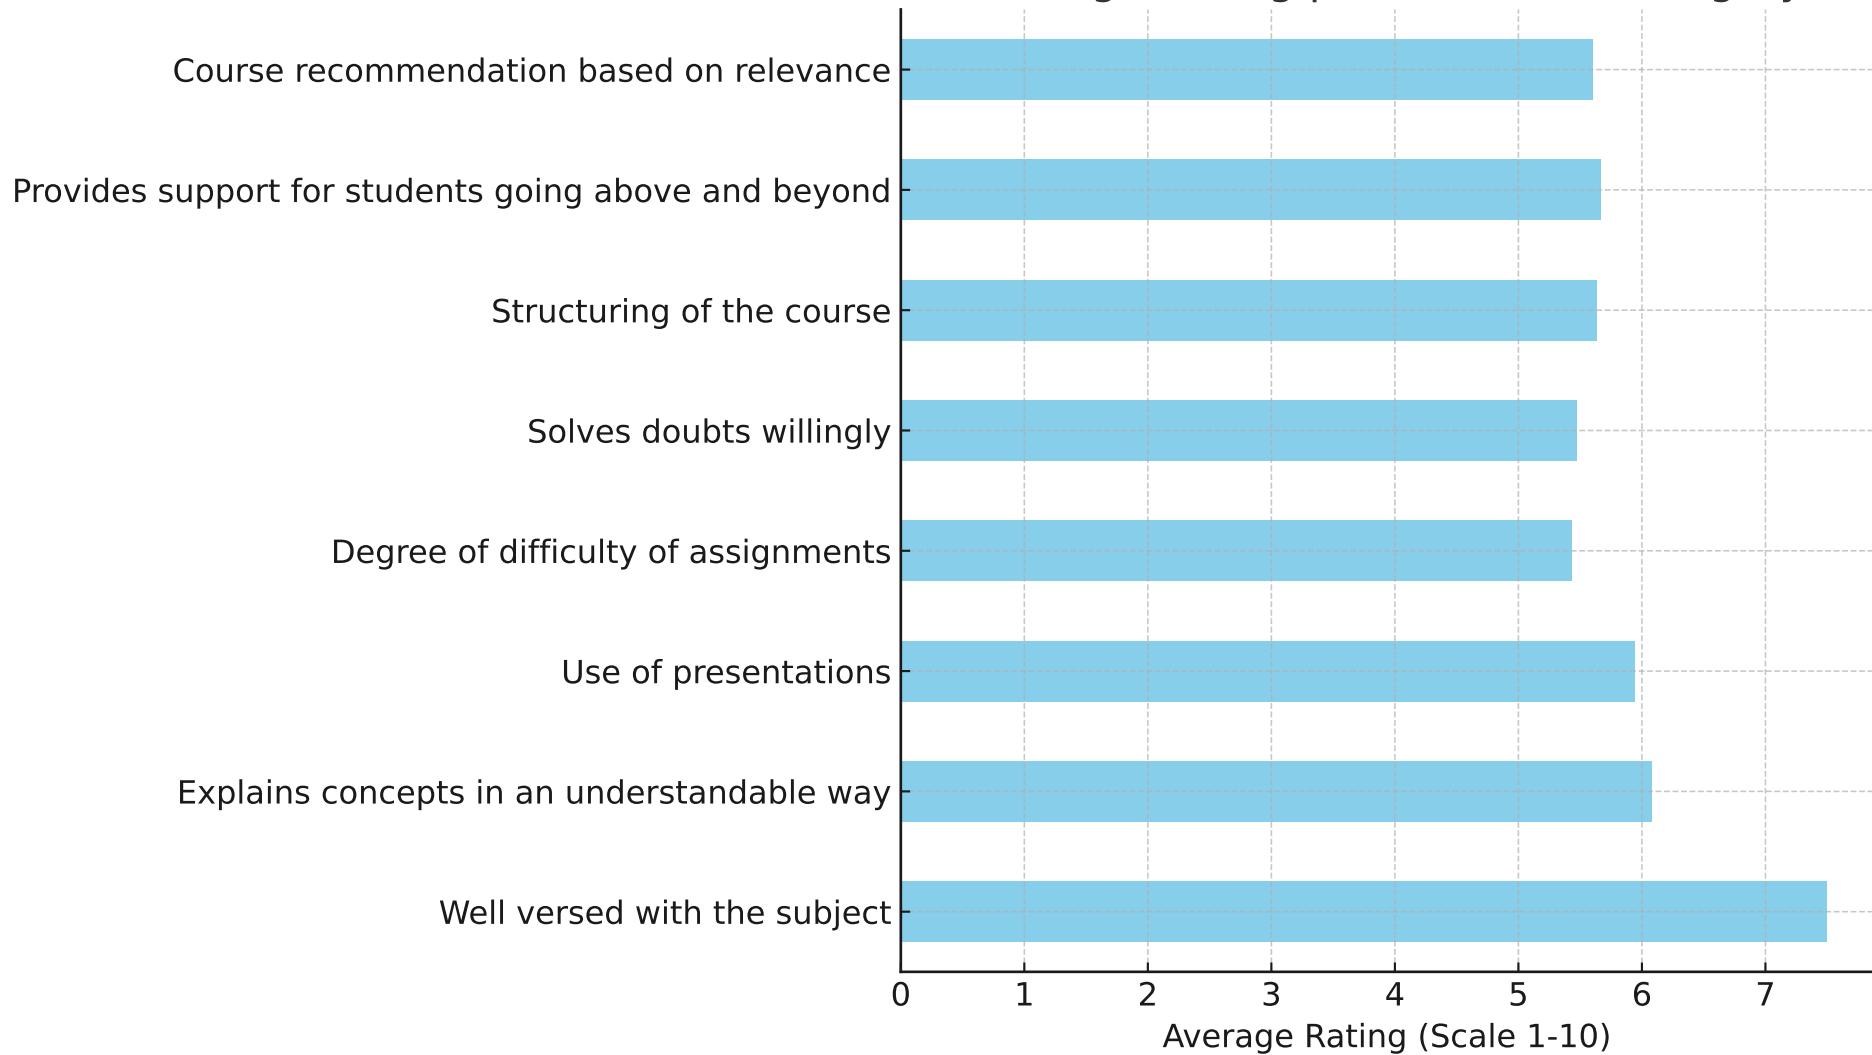 Course recommendation based on relevance
Provides support for students going above and beyond
Structuring of the course
Solves doubts willingly
Degree of difficulty of assignments
Use of presentations
Explains concepts in an understandable way
Well versed with the subject
0 1 2 3 4 5 6 7
Average Rating (Scale 1-10)